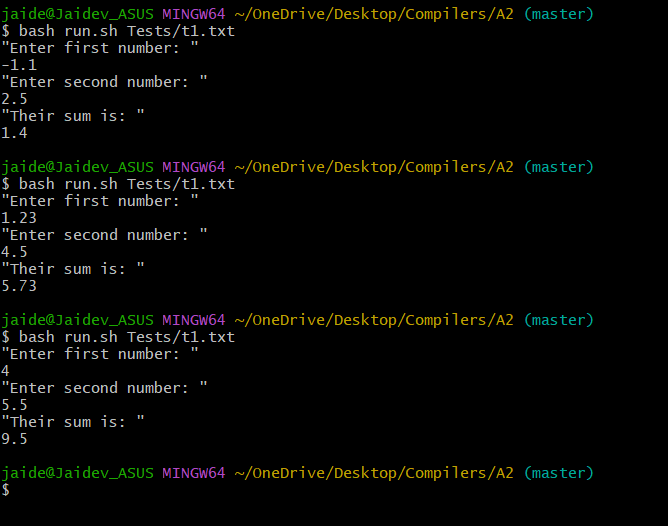 jaide@Jaidev_ASUS MINGW64 ~/OneDrive/Desktop/Compilers/A2 (master)
$ bash run.sh Tests/t1.txt
"Enter first number: "
-1.1
"Enter second number: "
2.5
"Their sum is: "
1.4
jaide@Jaidev_ASUS MINGW64 ~/OneDrive/Desktop/Compilers/A2 (master)
$ bash run.sh Tests/t1.txt
"Enter first number: "
1.23
"Enter second number: "
4.5
"Their sum is: "
5.73
jaide@Jaidev_ASUS MINGW64 ~/OneDrive/Desktop/Compilers/A2 (master)
$ bash run.sh Tests/t1.txt
"Enter first number: "
4
"Enter second number: "
5.5
"Their sum is: "
9.5
jaide@Jaidev_ASUS MINGW64 ~/OneDrive/Desktop/Compilers/A2 (master)
$